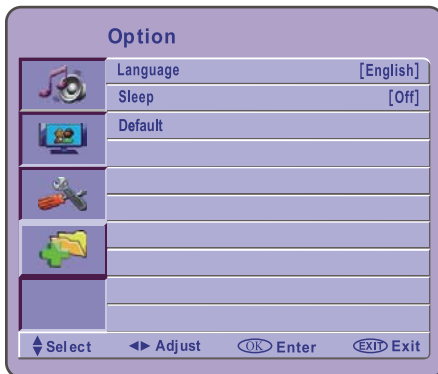 Option
Language [English]
Sleep [Off]
Default
Select Adjust OK Enter EXIT Exit